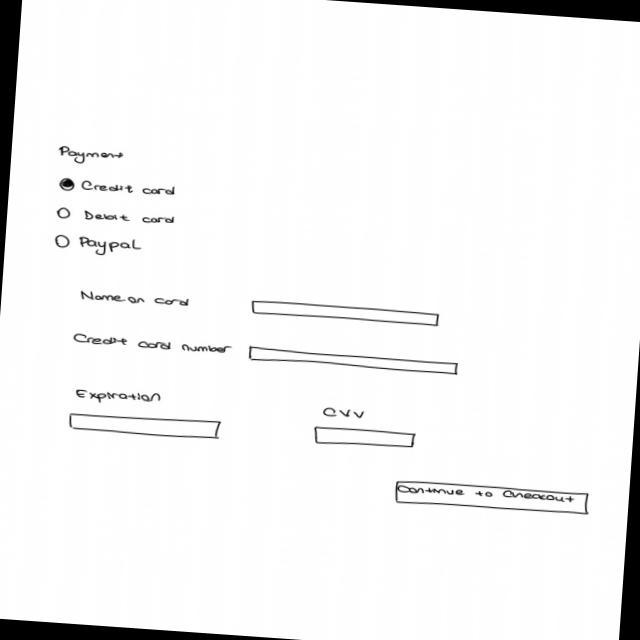 Payment
Credit card
Debit card
Paypal
Name on card
Credit card number
Expiration
CVV
Continue to Checkout